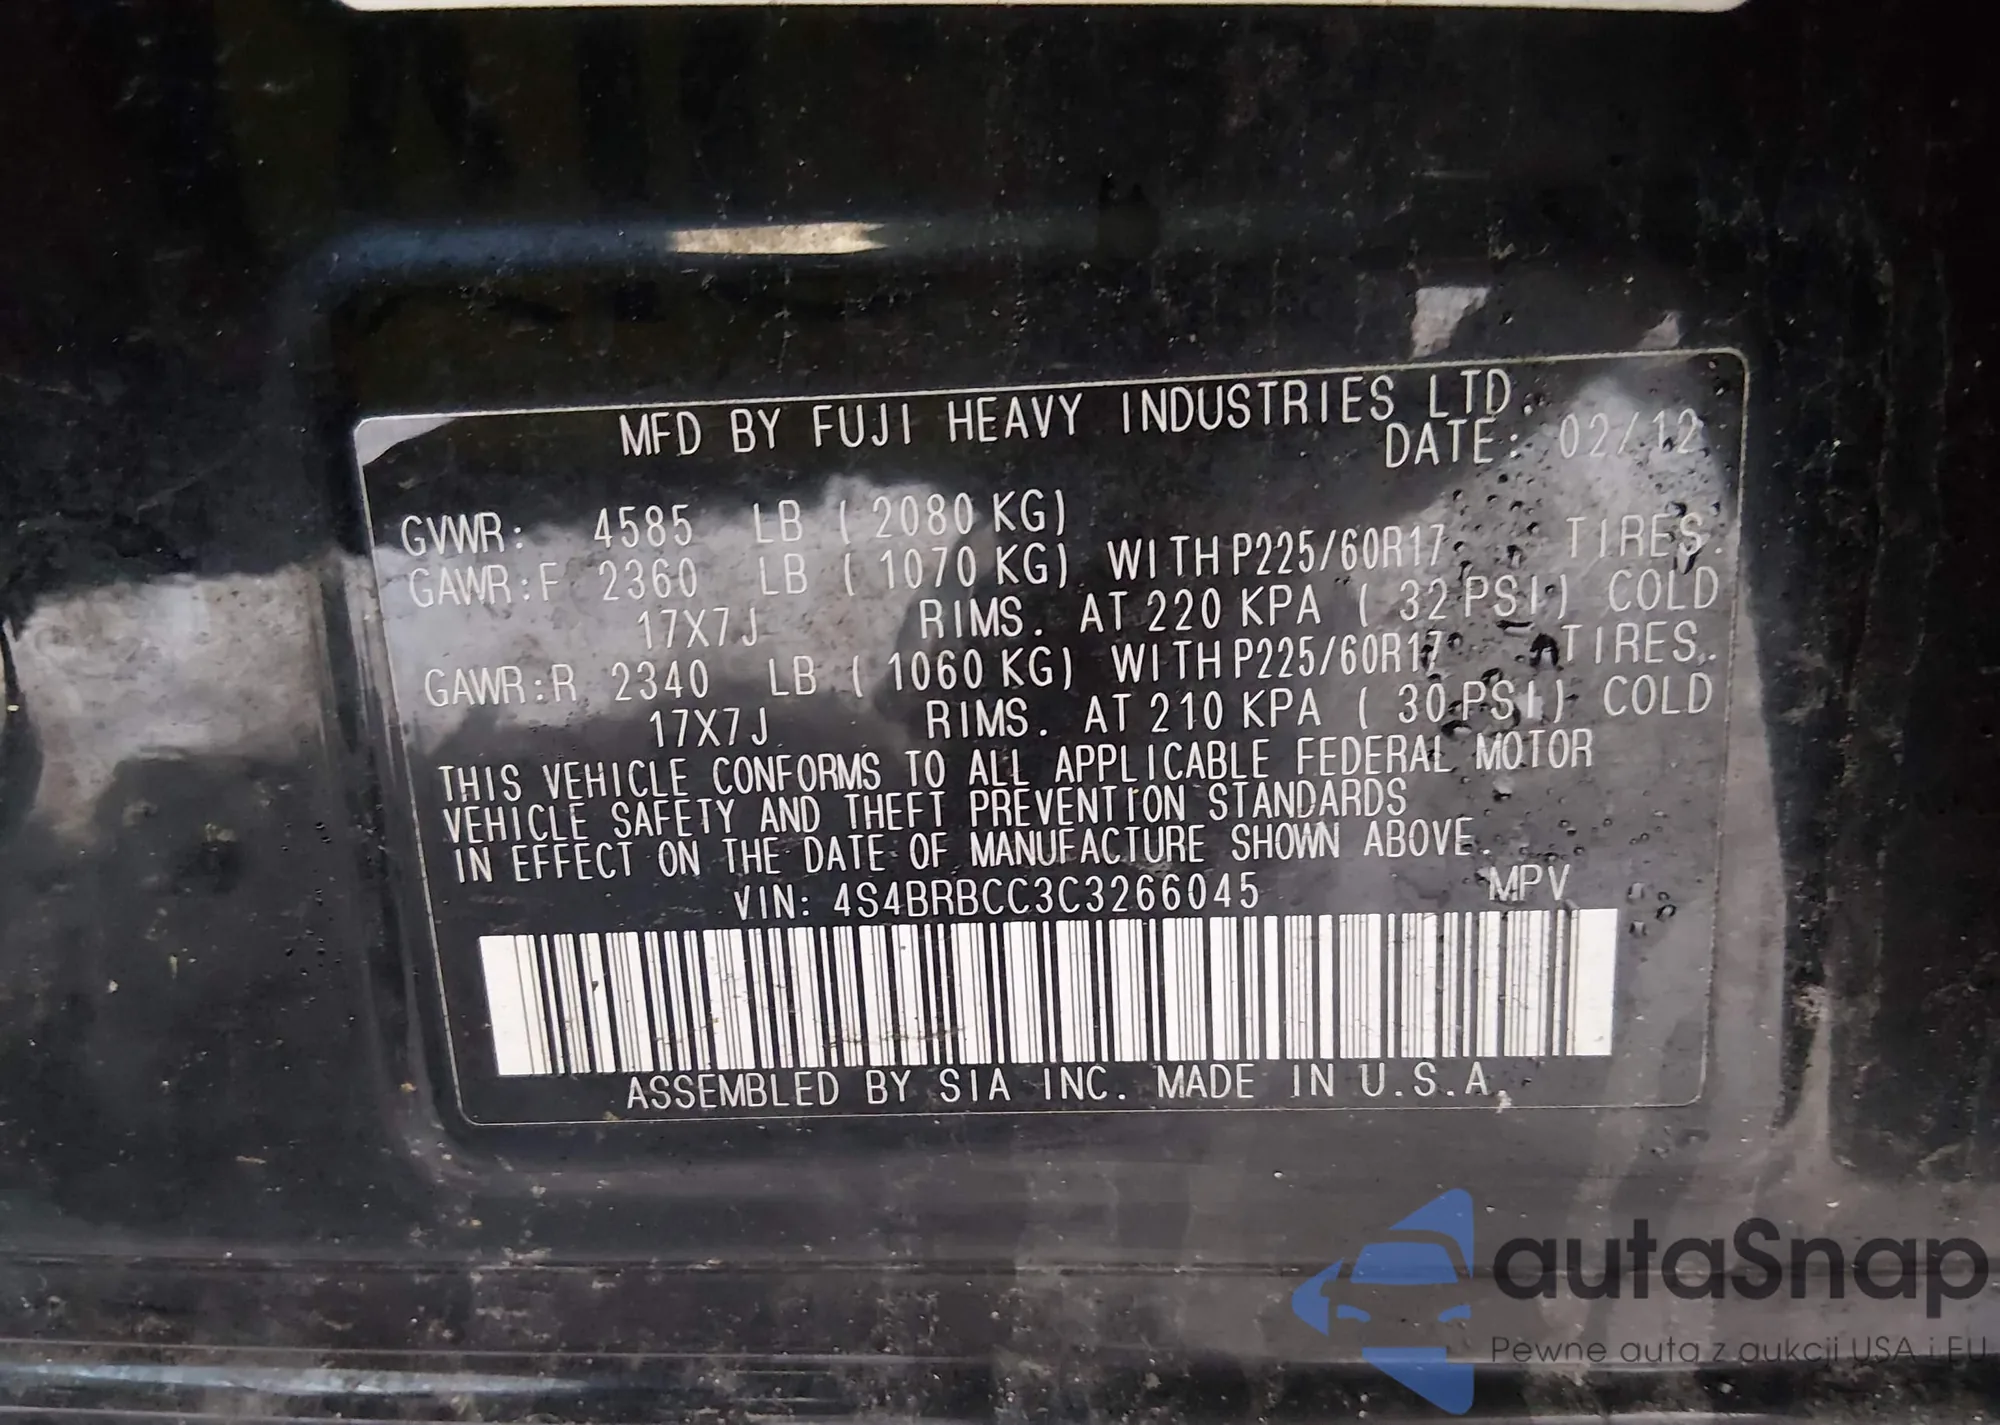 MFD BY FUJI HEAVY INDUSTRIES LTD.
DATE: 02/12
GVWR: 4585 LB ( 2080 KG)
GAWR:F 2360 LB ( 1070 KG) WITH P225/60R17 TIRES.
17X7J RIMS. AT 220 KPA ( 32 PSI) COLD
GAWR:R 2340 LB ( 1060 KG) WITH P225/60R17 TIRES.
17X7J RIMS. AT 210 KPA ( 30 PSI) COLD
THIS VEHICLE CONFORMS TO ALL APPLICABLE FEDERAL MOTOR
VEHICLE SAFETY AND THEFT PREVENTION STANDARDS
IN EFFECT ON THE DATE OF MANUFACTURE SHOWN ABOVE.
VIN: 4S4BRBCC3C3266045 MPV
ASSEMBLED BY SIA INC. MADE IN U.S.A.
autaSnap
Pewne auta z aukcji USA i EU